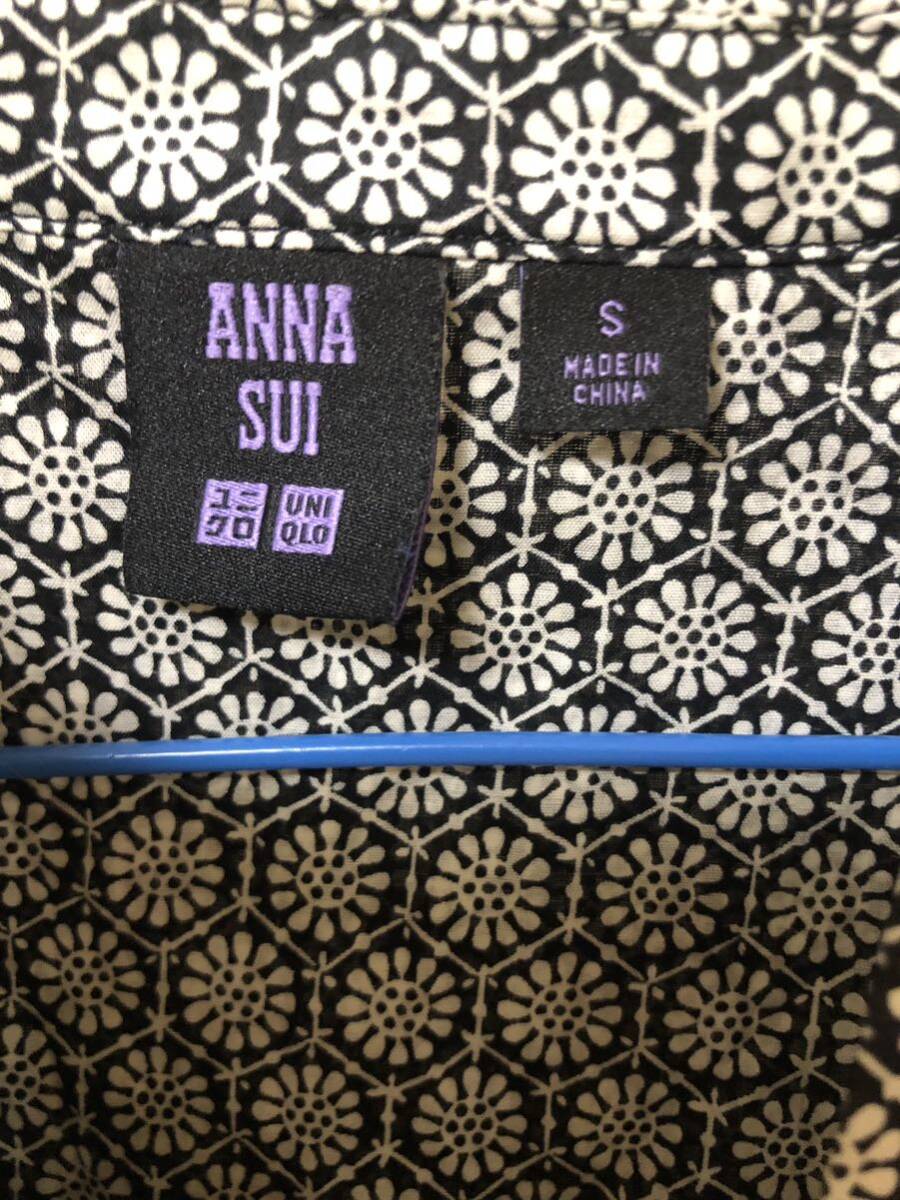 ANNA
SUI
ユニ
クロ
UNI
QLO
S
MADE IN
CHINA